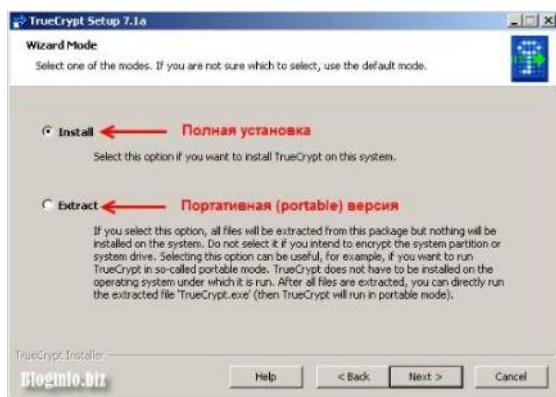 TrueCrypt Setup 7.1a
Wizard Mode
Select one of the modes. If you are not sure which to select, use the default mode.
Install
Полная установка
Select this option if you want to install TrueCrypt on this system.
Extract
Портативная (portable) версия
If you select this option, all files will be extracted from this package but nothing will be
installed on the system. Do not select it if you intend to encrypt the system partition or
system drive. Selecting this option can be useful, for example, if you want to run
TrueCrypt in so-called portable mode. TrueCrypt does not have to be installed on the
operating system under which it is run. After all files are extracted, you can directly run
the extracted file 'TrueCrypt.exe' (then TrueCrypt will run in portable mode).
TrueCrypt Installer
BlogInfo.biz
Help
< Back
Next >
Cancel